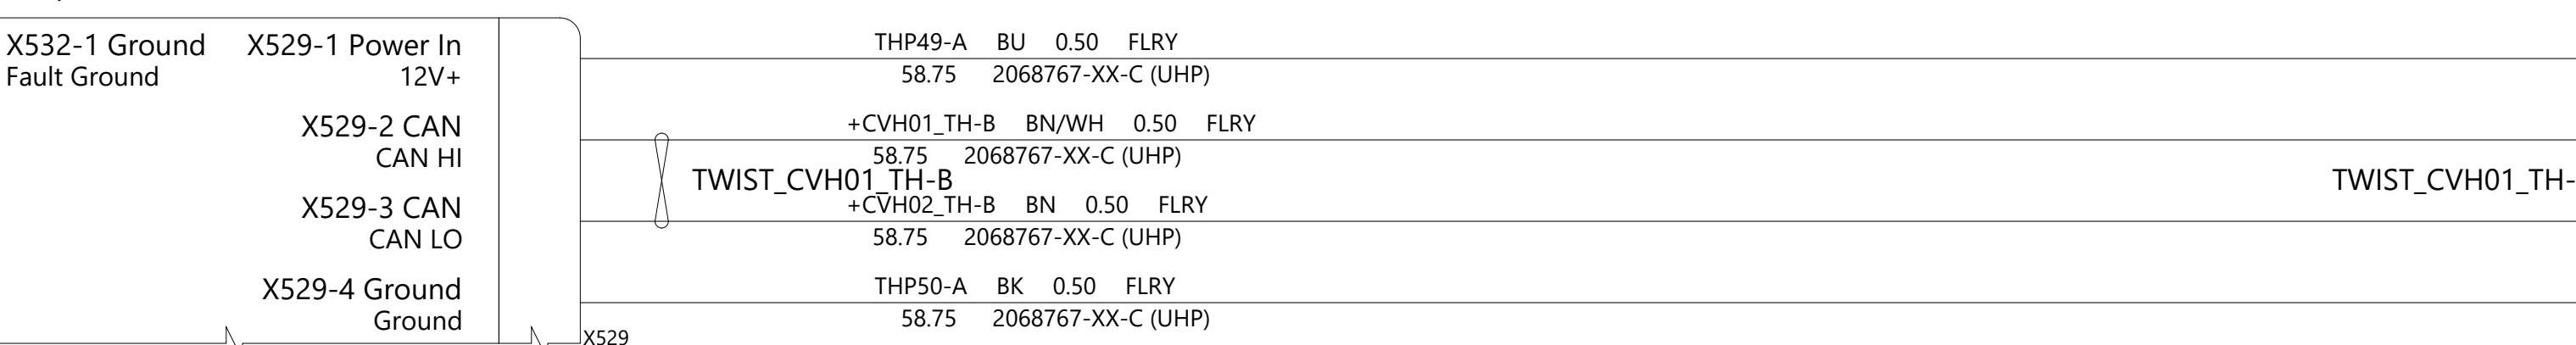 X532-1 Ground
Fault Ground
X529-1 Power In
12V+
THP49-A BU 0.50 FLRY
58.75 2068767-XX-C (UHP)
X529-2 CAN
CAN HI
+CVH01_TH-B BN/WH 0.50 FLRY
58.75 2068767-XX-C (UHP)
TWIST_CVH01_TH-B
TWIST_CVH01_TH-
X529-3 CAN
CAN LO
+CVH02_TH-B BN 0.50 FLRY
58.75 2068767-XX-C (UHP)
X529-4 Ground
Ground
THP50-A BK 0.50 FLRY
58.75 2068767-XX-C (UHP)
X529